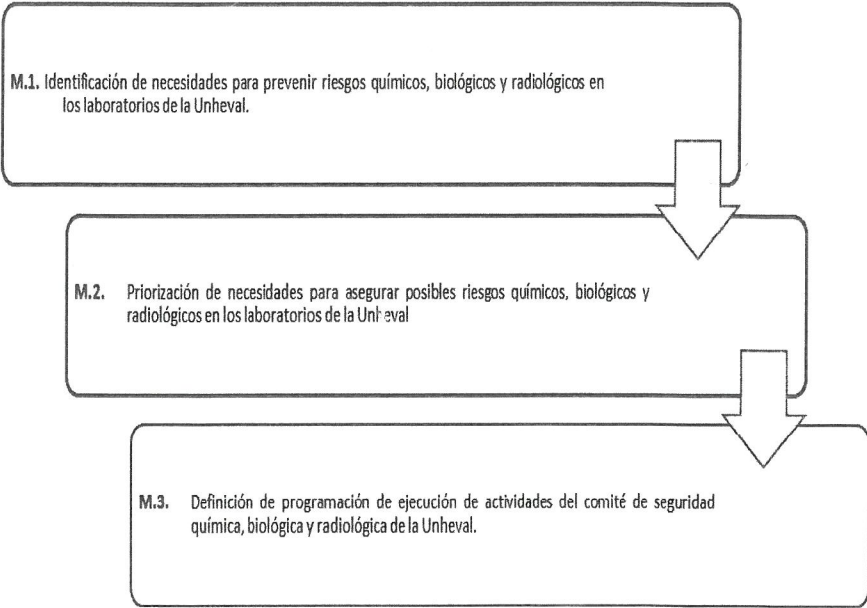 M.1. Identificación de necesidades para prevenir riesgos químicos, biológicos y radiológicos en
los laboratorios de la Unheval.
M.2. Priorización de necesidades para asegurar posibles riesgos químicos, biológicos y
radiológicos en los laboratorios de la Unheval
M.3. Definición de programación de ejecución de actividades del comité de seguridad
química, biológica y radiológica de la Unheval.